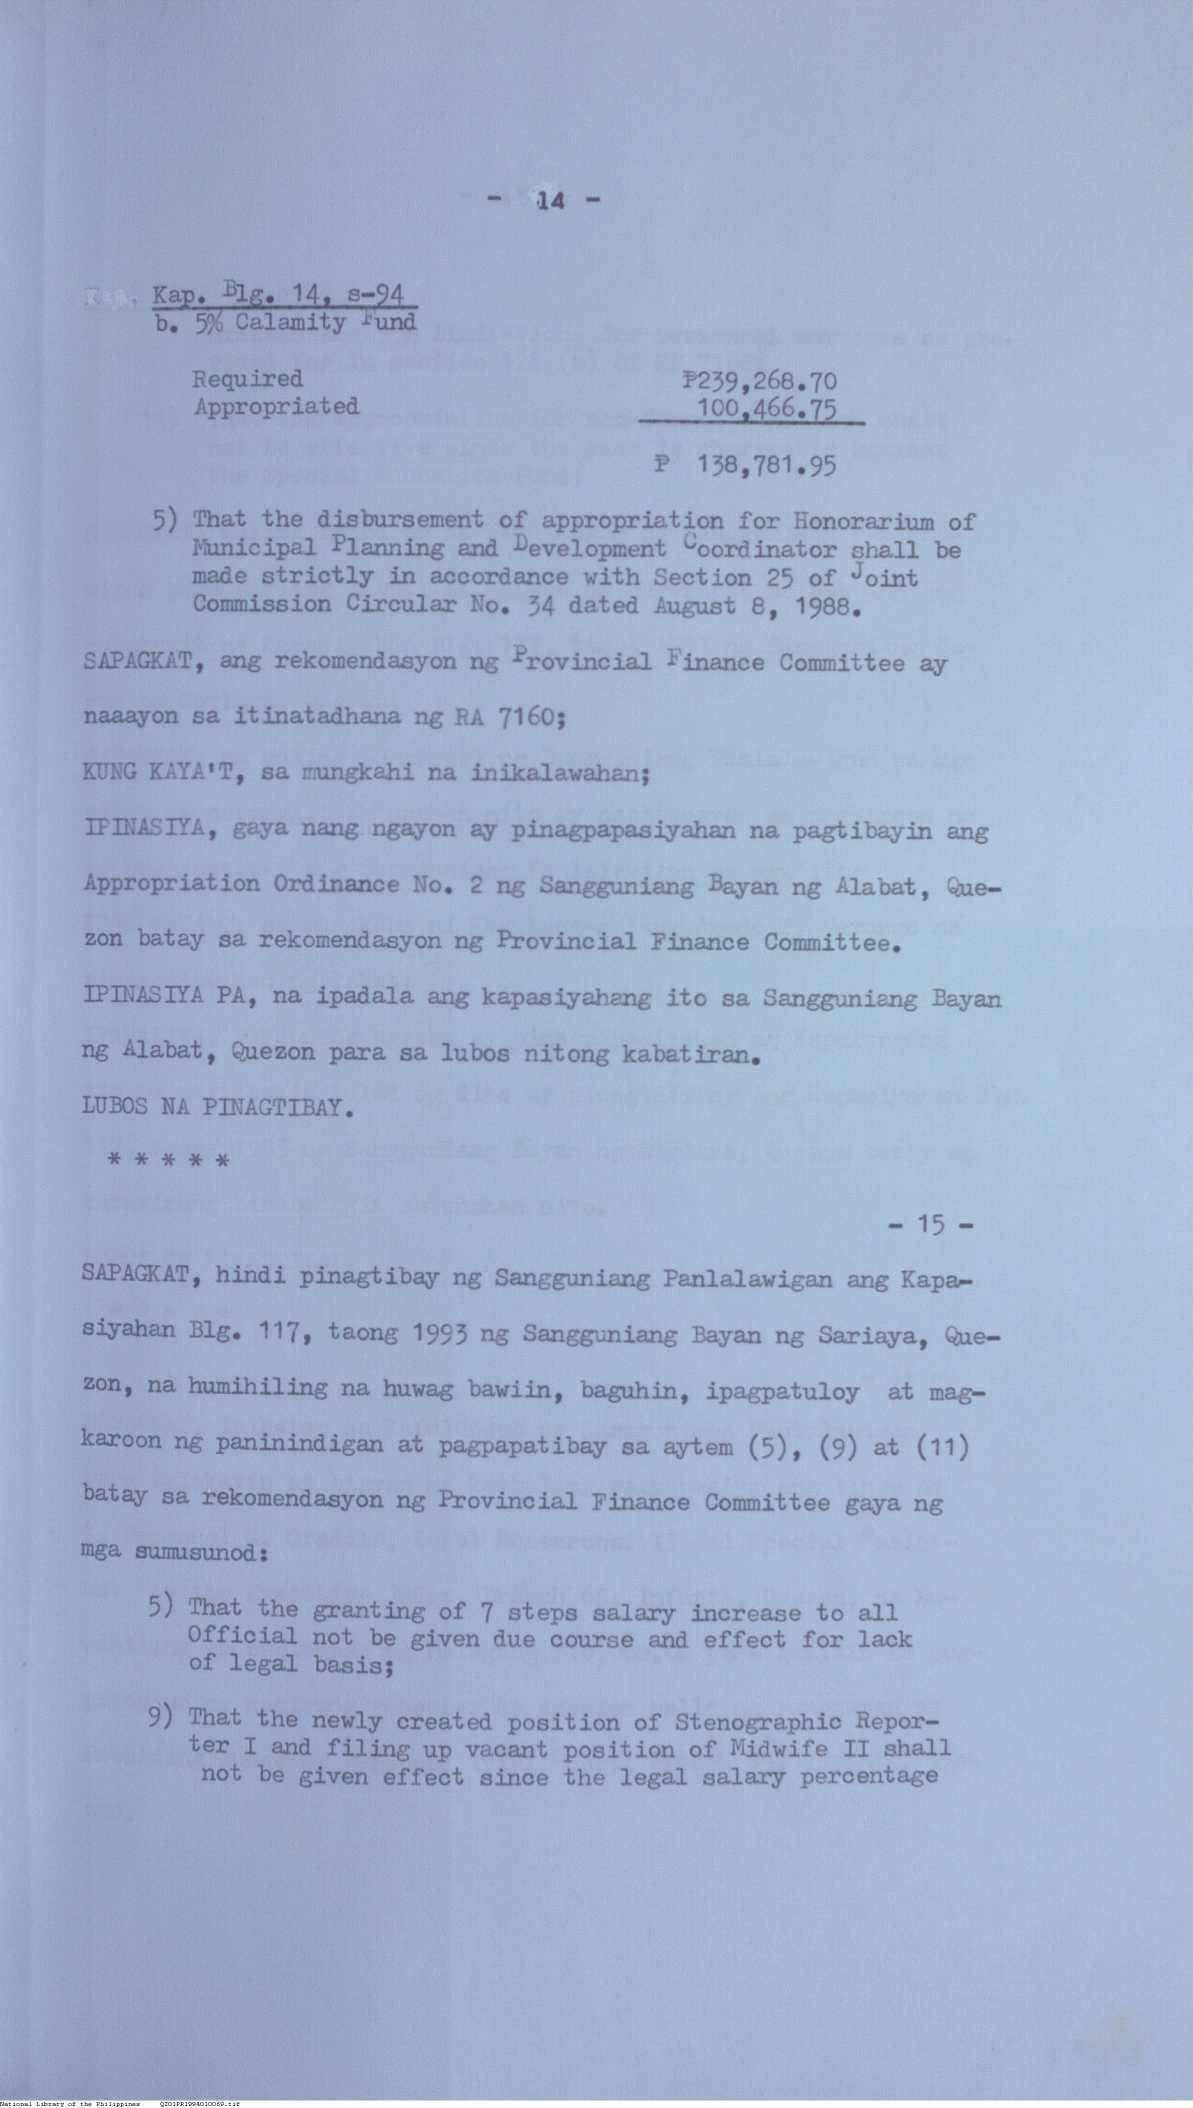 - 14 -
Kap. Blg. 14, s-94
b. 5% Calamity Fund
Required ₱239,268.70
Appropriated 100,466.75
₱ 138,781.95
5) That the disbursement of appropriation for Honorarium of
Municipal Planning and Development Coordinator shall be
made strictly in accordance with Section 25 of Joint
Commission Circular No. 34 dated August 8, 1988.
SAPAGKAT, ang rekomendasyon ng Provincial Finance Committee ay
naaayon sa itinatadhana ng RA 7160;
KUNG KAYA'T, sa mungkahi na inikalawahan;
IPINASIYA, gaya nang ngayon ay pinagpapasiyahan na pagtibayin ang
Appropriation Ordinance No. 2 ng Sangguniang Bayan ng Alabat, Que-
zon batay sa rekomendasyon ng Provincial Finance Committee.
IPINASIYA PA, na ipadala ang kapasiyahang ito sa Sangguniang Bayan
ng Alabat, Quezon para sa lubos nitong kabatiran.
LUBOS NA PINAGTIBAY.
* * * * *
- 15 -
SAPAGKAT, hindi pinagtibay ng Sangguniang Panlalawigan ang Kapa-
siyahan Blg. 117, taong 1993 ng Sangguniang Bayan ng Sariaya, Que-
zon, na humihiling na huwag bawiin, baguhin, ipagpatuloy at mag-
karoon ng paninindigan at pagpapatibay sa aytem (5), (9) at (11)
batay sa rekomendasyon ng Provincial Finance Committee gaya ng
mga sumusunod:
5) That the granting of 7 steps salary increase to all
Official not be given due course and effect for lack
of legal basis;
9) That the newly created position of Stenographic Repor-
ter I and filing up vacant position of Midwife II shall
not be given effect since the legal salary percentage
National Library of the Philippines QZ01PR1994010069.tif